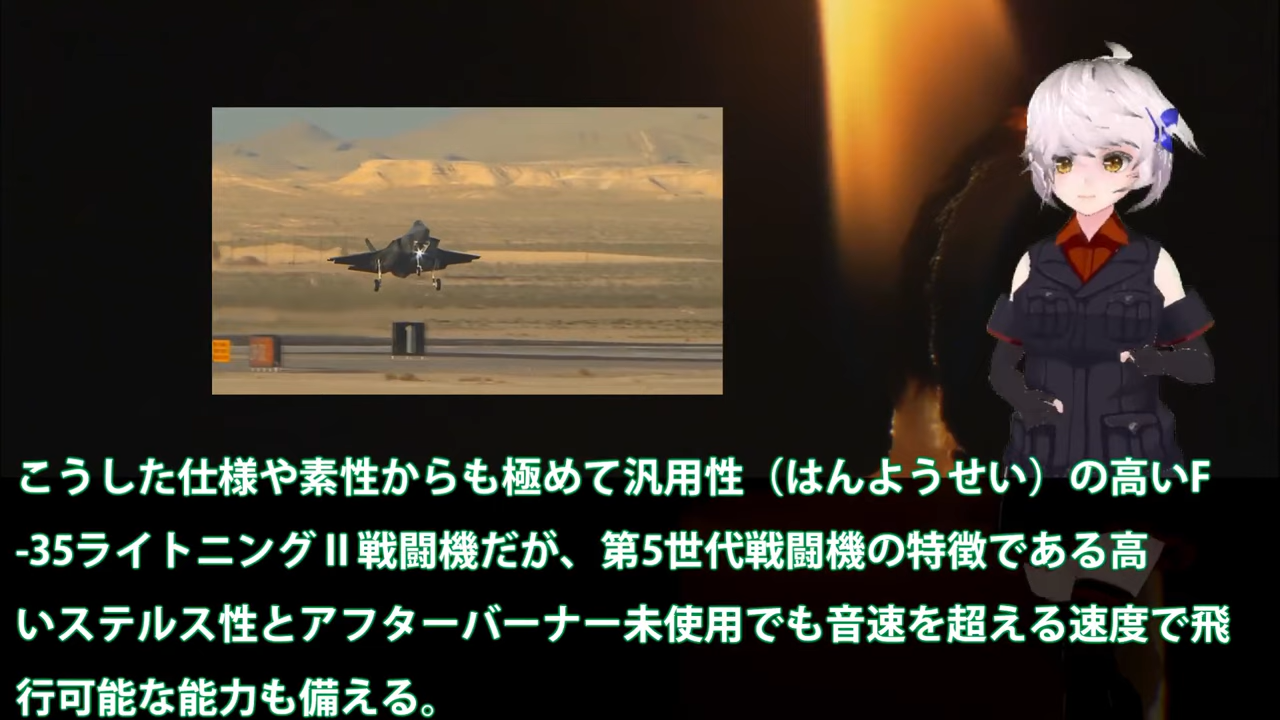 こうした仕様や素性からも極めて汎用性（はんようせい）の高いF
-35ライトニングⅡ戦闘機だが、第5世代戦闘機の特徴である高
いステルス性とアフターバーナー未使用でも音速を超える速度で飛
行可能な能力も備える。
1